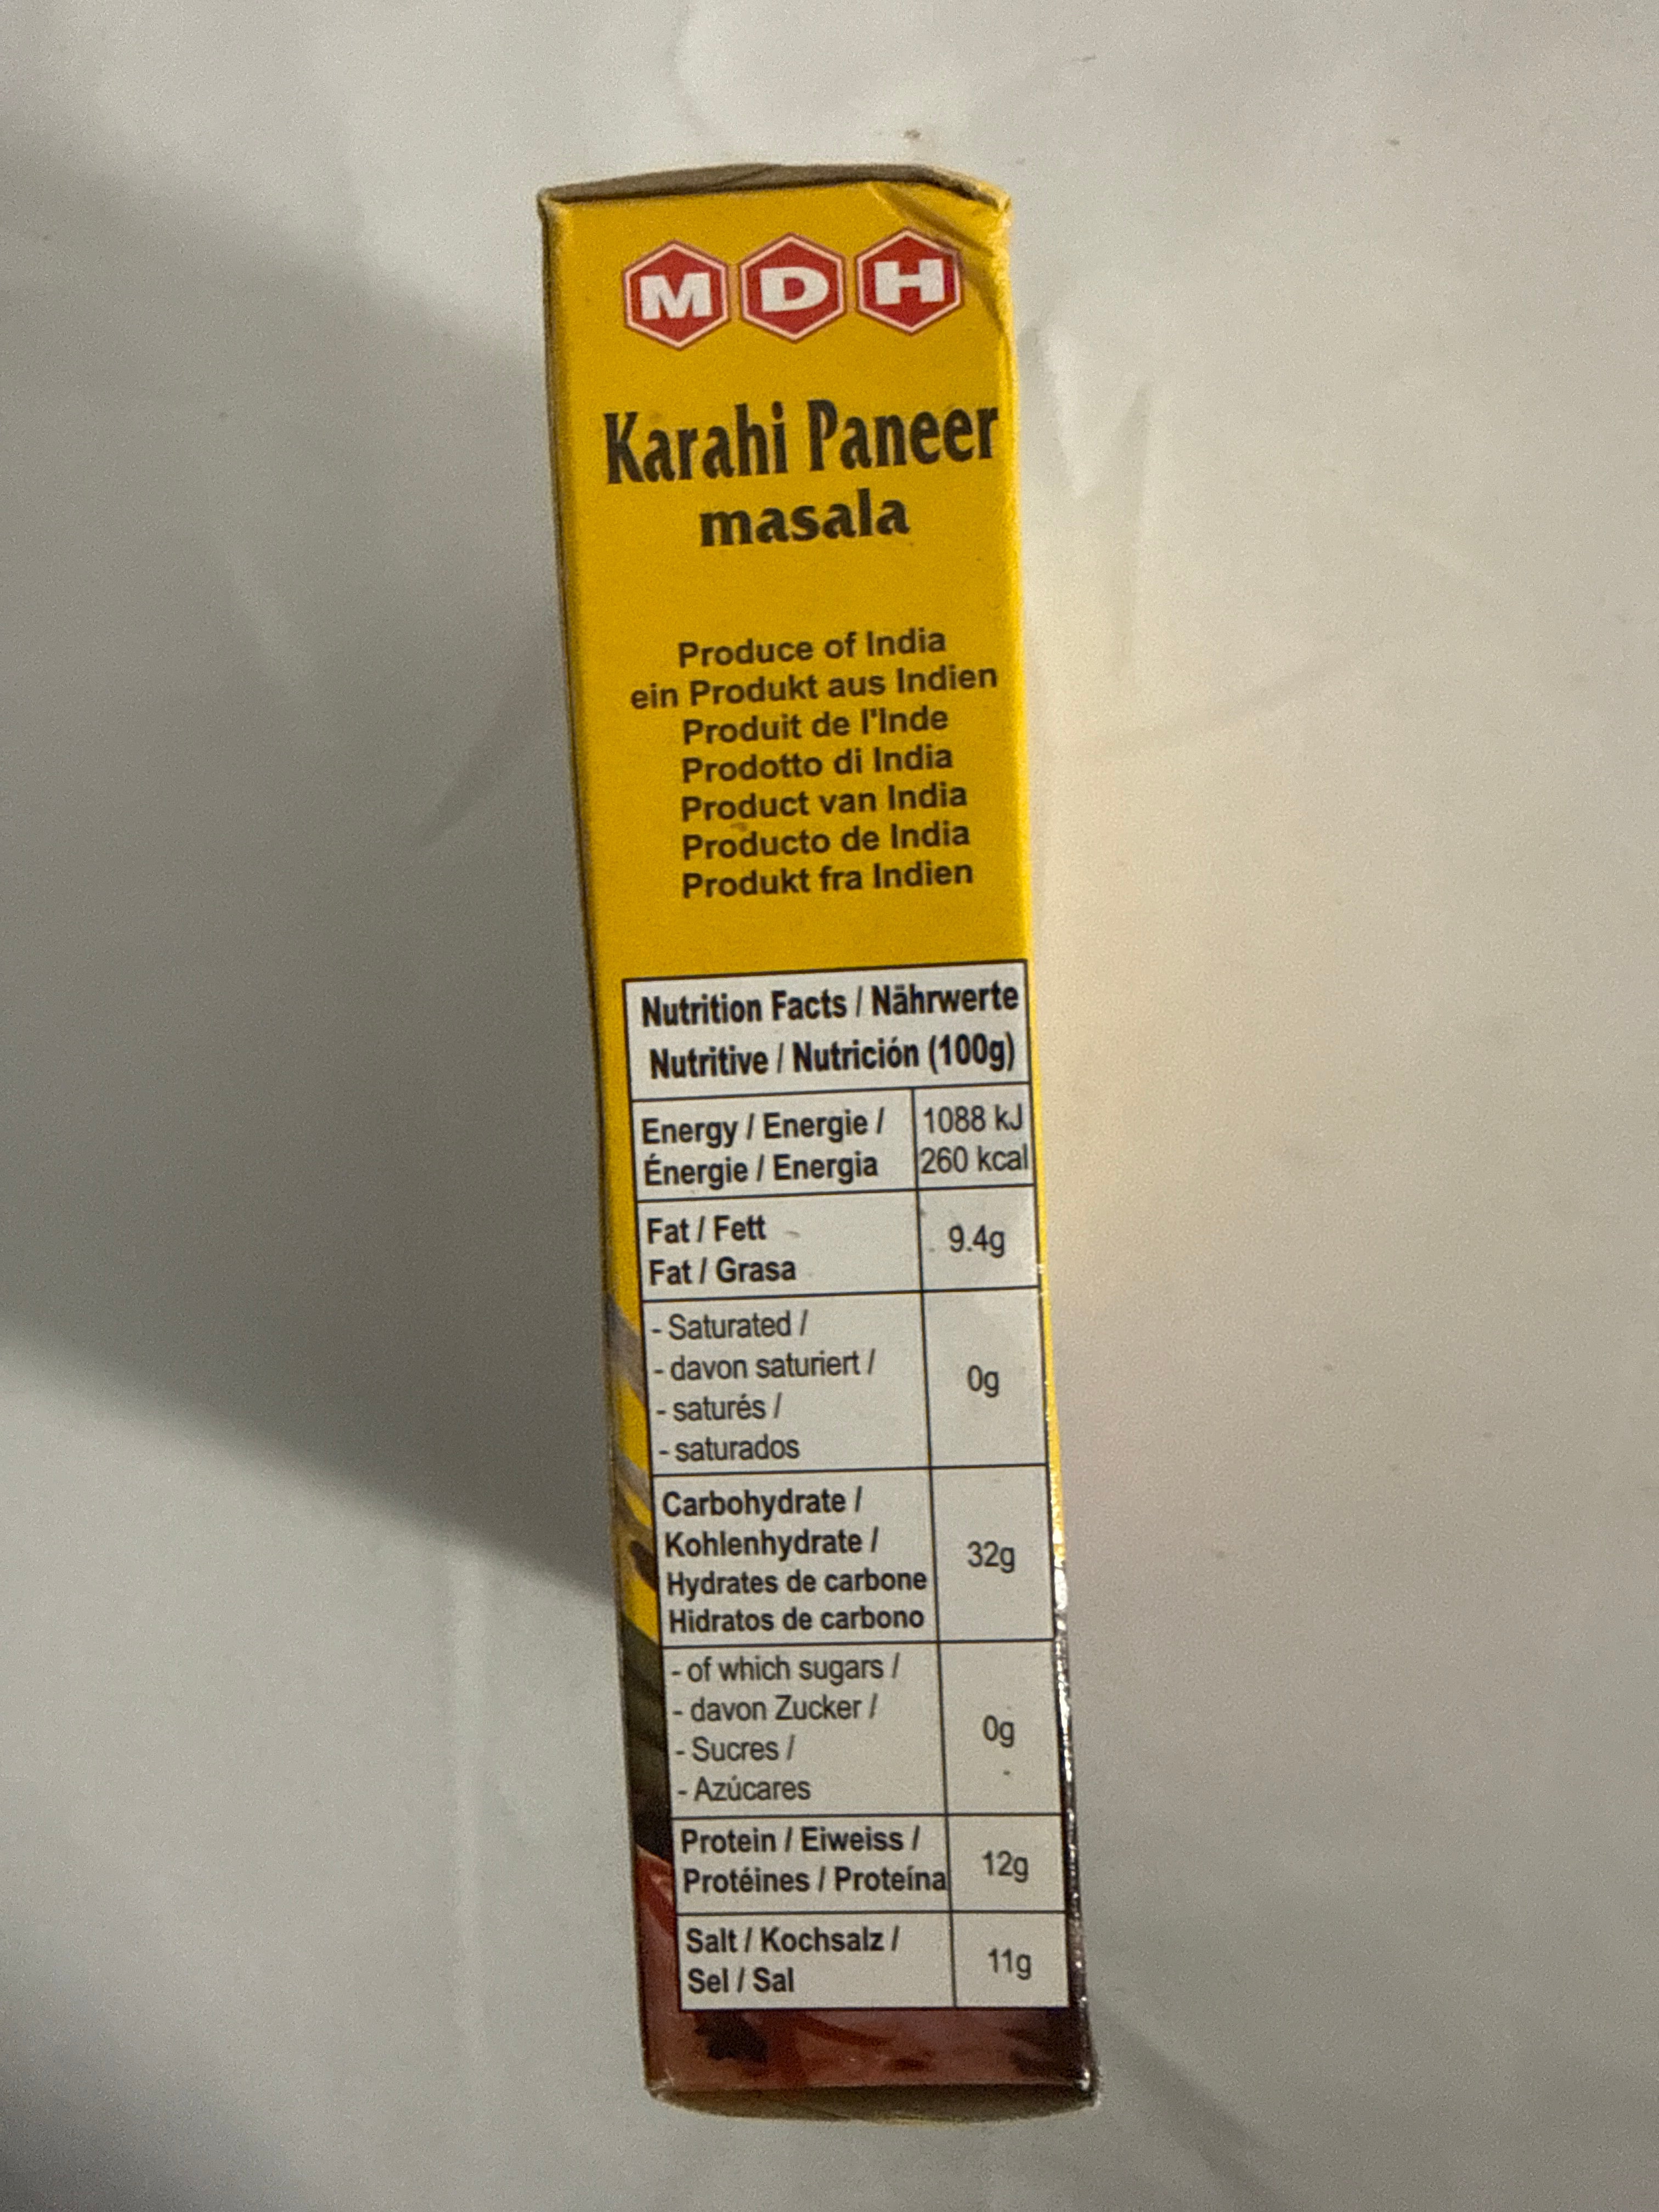 MDH
Karahi Paneer
masala
Produce of India
ein Produkt aus Indien
Produit de l'Inde
Prodotto di India
Product van India
Producto de India
Produkt fra Indien
Nutrition Facts / Nährwerte
Nutritive / Nutrición (100g)
Energy / Energie / 1088 kJ
Énergie / Energia 260 kcal
Fat / Fett
Fat / Grasa 9.4g
- Saturated /
- davon saturiert /
- saturés /
- saturados 0g
Carbohydrate /
Kohlenhydrate /
Hydrates de carbone
Hidratos de carbono 32g
- of which sugars /
- davon Zucker /
- Sucres /
- Azúcares 0g
Protein / Eiweiss /
Protéines / Proteína 12g
Salt / Kochsalz /
Sel / Sal 11g